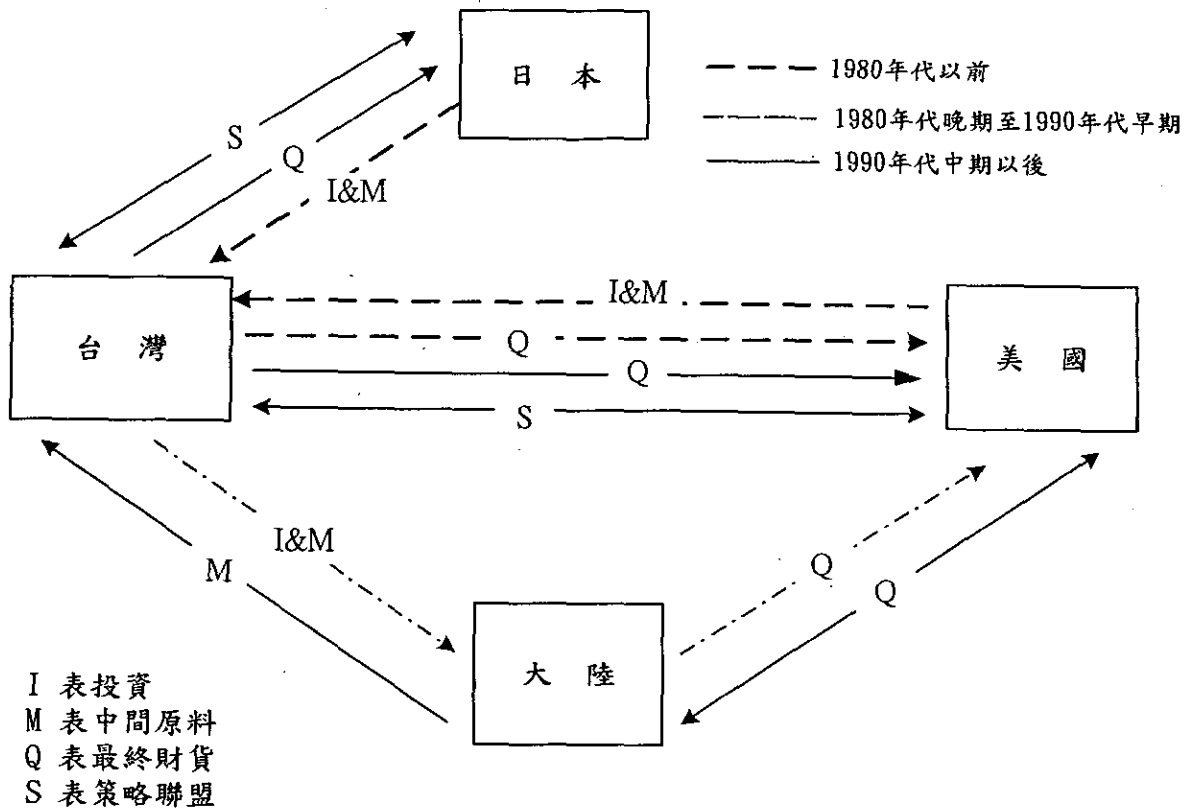 日 本
1980年代以前
1980年代晚期至1990年代早期
1990年代中期以後
S
Q
I&M
台 灣
I&M
Q
Q
S
美 國
I&M
M
Q
Q
大 陸
I 表投資
M 表中間原料
Q 表最終財貨
S 表策略聯盟